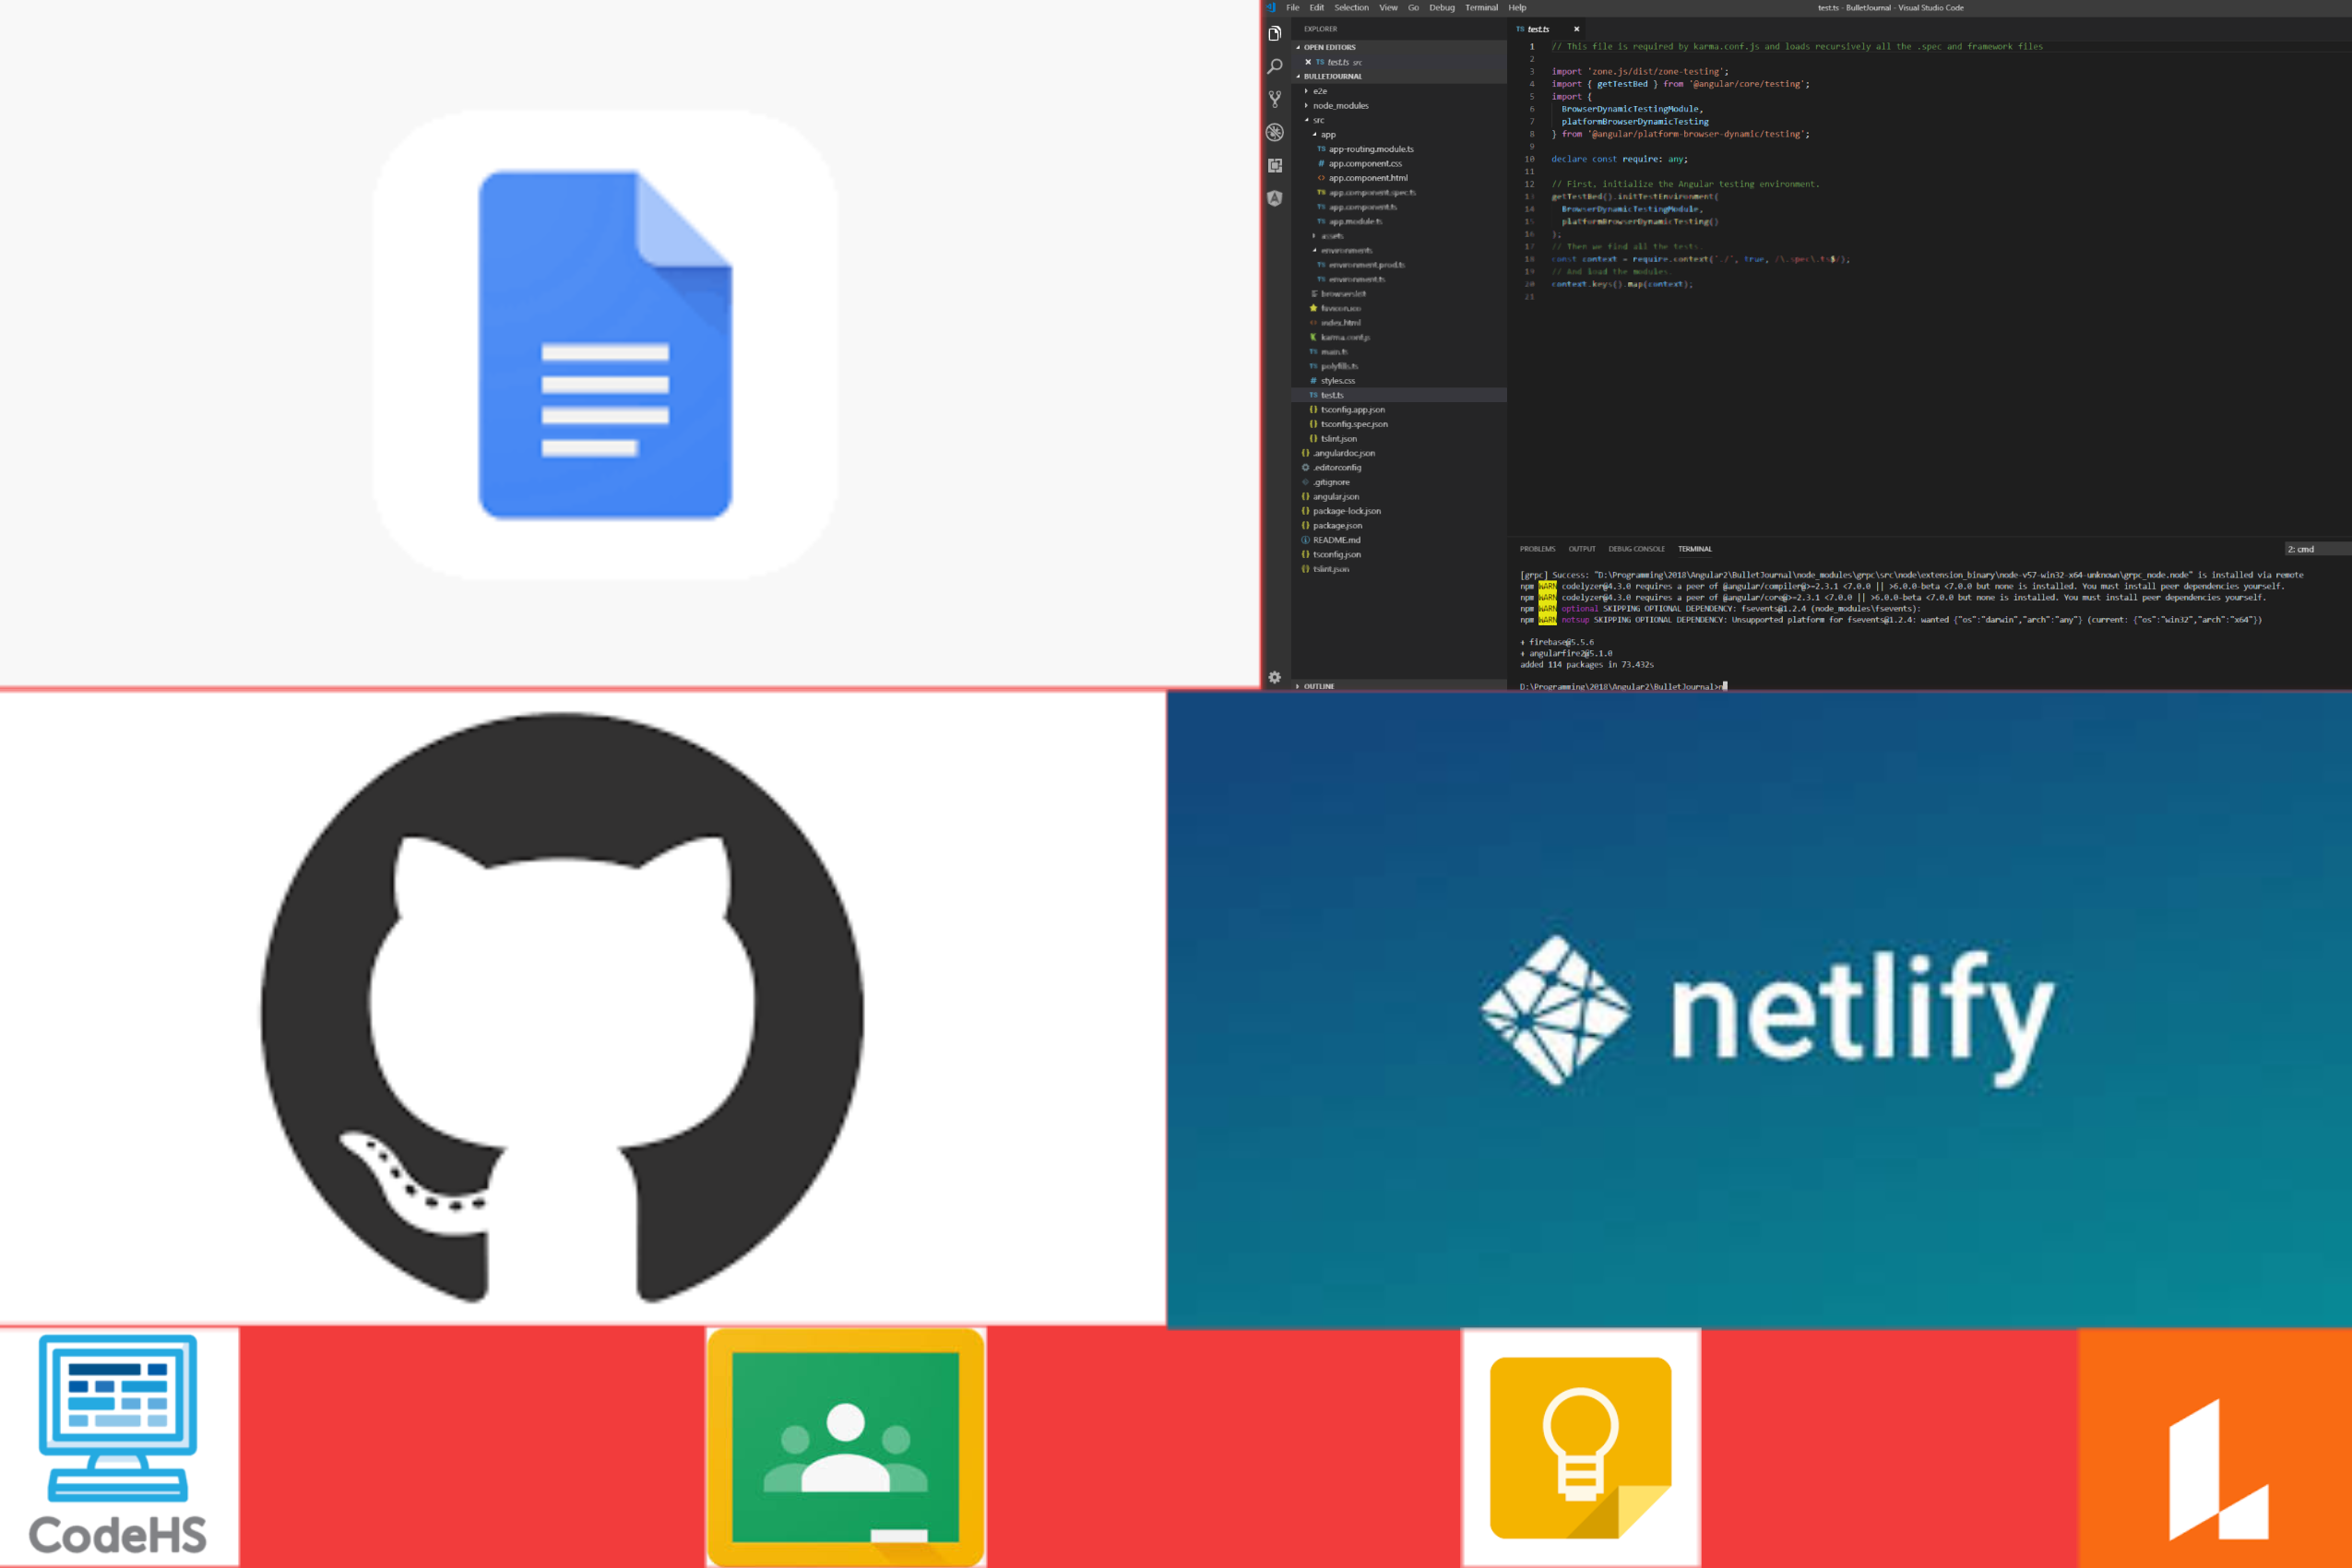 File Edit Selection View Go Debug Terminal Help
test.ts - BulletJournal - Visual Studio Code
EXPLORER
OPEN EDITORS
test.ts src
BULLETJOURNAL
e2e
node_modules
src
app
app-routing.module.ts
app.component.css
app.component.html
app.component.spec.ts
app.component.ts
app.module.ts
assets
environments
environment.prod.ts
environment.ts
browserslist
favicon.ico
index.html
karma.conf.js
main.ts
polyfills.ts
styles.css
test.ts
tsconfig.app.json
tsconfig.spec.json
tslint.json
.angulardoc.json
.editorconfig
.gitignore
angular.json
package-lock.json
package.json
README.md
tsconfig.json
tslint.json
OUTLINE
TS test.ts
1 // This file is required by karma.conf.js and loads recursively all the .spec and framework files
2
3 import 'zone.js/dist/zone-testing';
4 import { getTestBed } from '@angular/core/testing';
5 import {
6 BrowserDynamicTestingModule,
7 platformBrowserDynamicTesting
8 } from '@angular/platform-browser-dynamic/testing';
9
10 declare const require: any;
11
12 // First, initialize the Angular testing environment.
13 getTestBed().initTestEnvironment(
14 BrowserDynamicTestingModule,
15 platformBrowserDynamicTesting()
16 );
17 // Then we find all the tests.
18 const context = require.context('./', true, /\.spec\.ts$/);
19 // And load the modules.
20 context.keys().map(context);
21
PROBLEMS OUTPUT DEBUG CONSOLE TERMINAL
2: cmd
[grpc] Success: "D:\Programming\2018\Angular2\BulletJournal\node_modules\grpc\src\node\extension_binary\node-v57-win32-x64-unknown\grpc_node.node" is installed via remote
npm WARN codelyzer@4.3.0 requires a peer of @angular/compiler@>=2.3.1 <7.0.0 || >6.0.0-beta <7.0.0 but none is installed. You must install peer dependencies yourself.
npm WARN codelyzer@4.3.0 requires a peer of @angular/core@>=2.3.1 <7.0.0 || >6.0.0-beta <7.0.0 but none is installed. You must install peer dependencies yourself.
npm WARN optional SKIPPING OPTIONAL DEPENDENCY: fsevents@1.2.4 (node_modules\fsevents):
npm WARN notsup SKIPPING OPTIONAL DEPENDENCY: Unsupported platform for fsevents@1.2.4: wanted {"os":"darwin","arch":"any"} (current: {"os":"win32","arch":"x64"})
+ firebase@5.5.6
+ angularfire2@5.1.0
added 114 packages in 73.432s
D:\Programming\2018\Angular2\BulletJournal>n
netlify
CodeHS